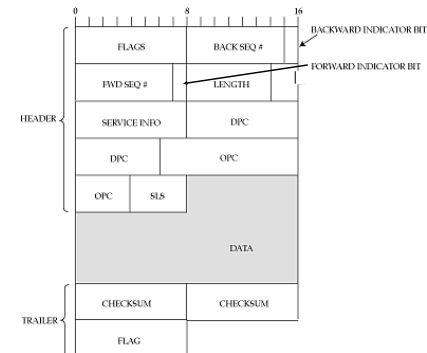 0 8 16
BACKWARD INDICATOR BIT
FLAGS BACK SEQ #
FORWARD INDICATOR BIT
FWD SEQ # LENGTH
HEADER SERVICE INFO DPC
DPC OPC
OPC SLS
DATA
CHECKSUM CHECKSUM
TRAILER
FLAG